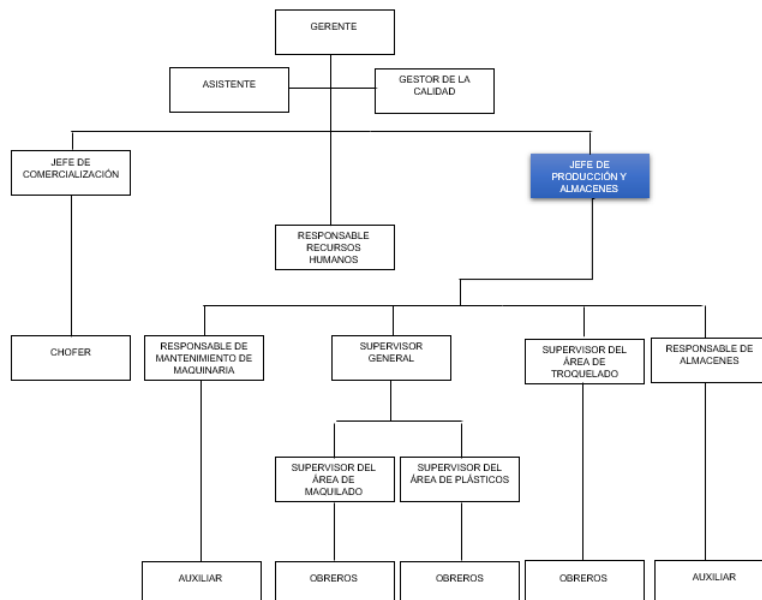 GERENTE
ASISTENTE
GESTOR DE LA
CALIDAD
JEFE DE
COMERCIALIZACIÓN
JEFE DE
PRODUCCIÓN Y
ALMACENES
RESPONSABLE
RECURSOS
HUMANOS
CHOFER
RESPONSABLE DE
MANTENIMIENTO DE
MAQUINARIA
SUPERVISOR
GENERAL
SUPERVISOR DEL
ÁREA DE
TROQUELADO
RESPONSABLE DE
ALMACENES
SUPERVISOR DEL
ÁREA DE
MAQUILADO
SUPERVISOR DEL
ÁREA DE PLÁSTICOS
AUXILIAR
OBREROS
OBREROS
OBREROS
AUXILIAR